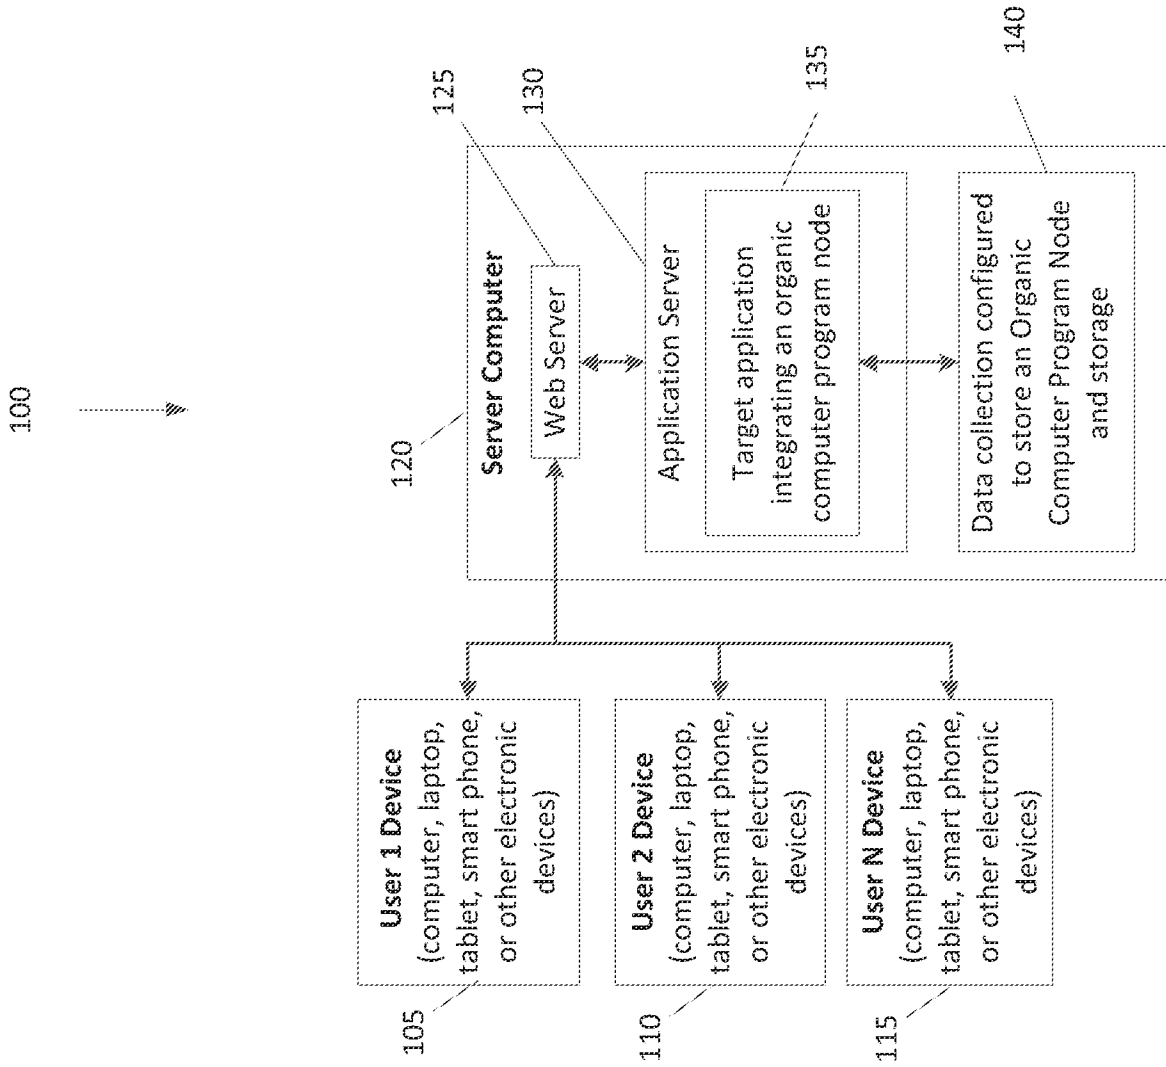 100
User 1 Device
(computer, laptop,
tablet, smart phone,
or other electronic
devices)
105
User 2 Device
(computer, laptop,
tablet, smart phone,
or other electronic
devices)
110
User N Device
(computer, laptop,
tablet, smart phone,
or other electronic
devices)
115
120
Server Computer
Web Server
125
Application Server
130
Target application
integrating an organic
computer program node
135
Data collection configured
to store an Organic
Computer Program Node
and storage
140